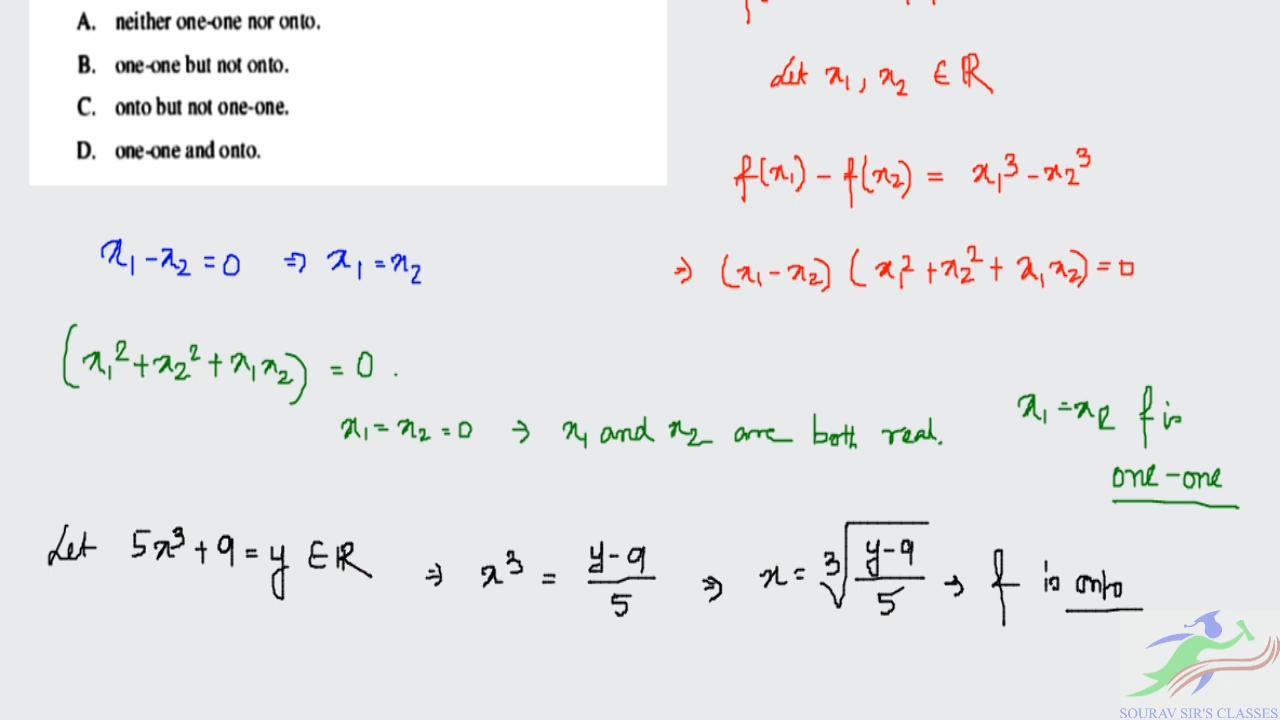 A. neither one-one nor onto.
B. one-one but not onto.
C. onto but not one-one.
D. one-one and onto.
Let x₁, x₂ ∈ ℝ
f(x₁) - f(x₂) = x₁³ - x₂³
⇒ (x₁ - x₂) (x₁² + x₂² + x₁x₂) = 0
x₁ - x₂ = 0 ⇒ x₁ = x₂
(x₁² + x₂² + x₁x₂) = 0.
x₁ = x₂ = 0 ⇒ x₁ and x₂ are both real.
x₁ = x₂ f is
one-one
Let 5x³ + 9 = y ∈ ℝ ⇒ x³ = (y-9)/5 ⇒ x = ∛((y-9)/5) → f is onto
SOURAV SIR'S CLASSES